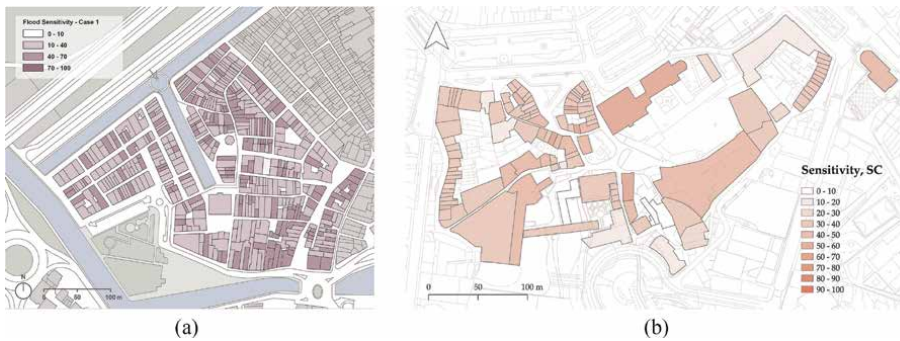 Flood Sensitivity - Case 1
0 - 10
10 - 40
40 - 70
70 - 100
N
0
100 m
(a)
Sensitivity, SC
0 - 10
10 - 20
20 - 30
30 - 40
40 - 50
50 - 60
60 - 70
70 - 80
80 - 90
90 - 100
0
50
100 m
(b)